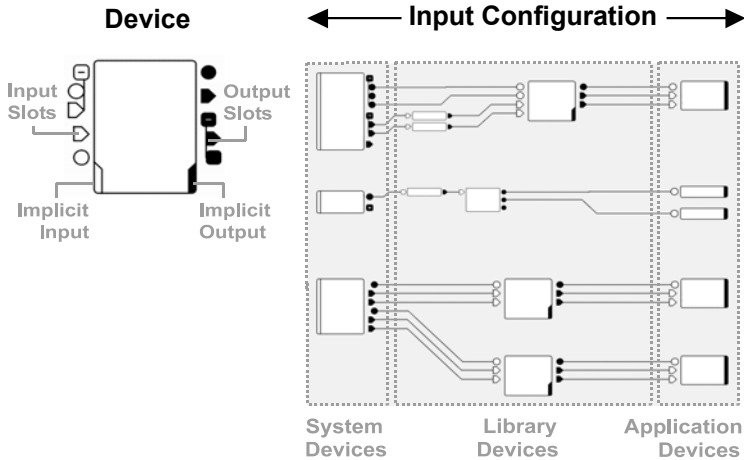 Device
Input Configuration
Input
Slots
Output
Slots
Implicit
Input
Implicit
Output
System
Devices
Library
Devices
Application
Devices